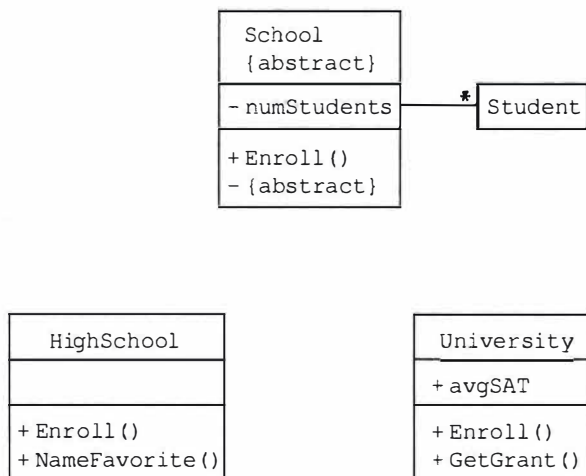 School
{abstract}
- numStudents
*
Student
+ Enroll()
- {abstract}
HighSchool
+ Enroll()
+ NameFavorite()
University
+ avgSAT
+ Enroll()
+ GetGrant()